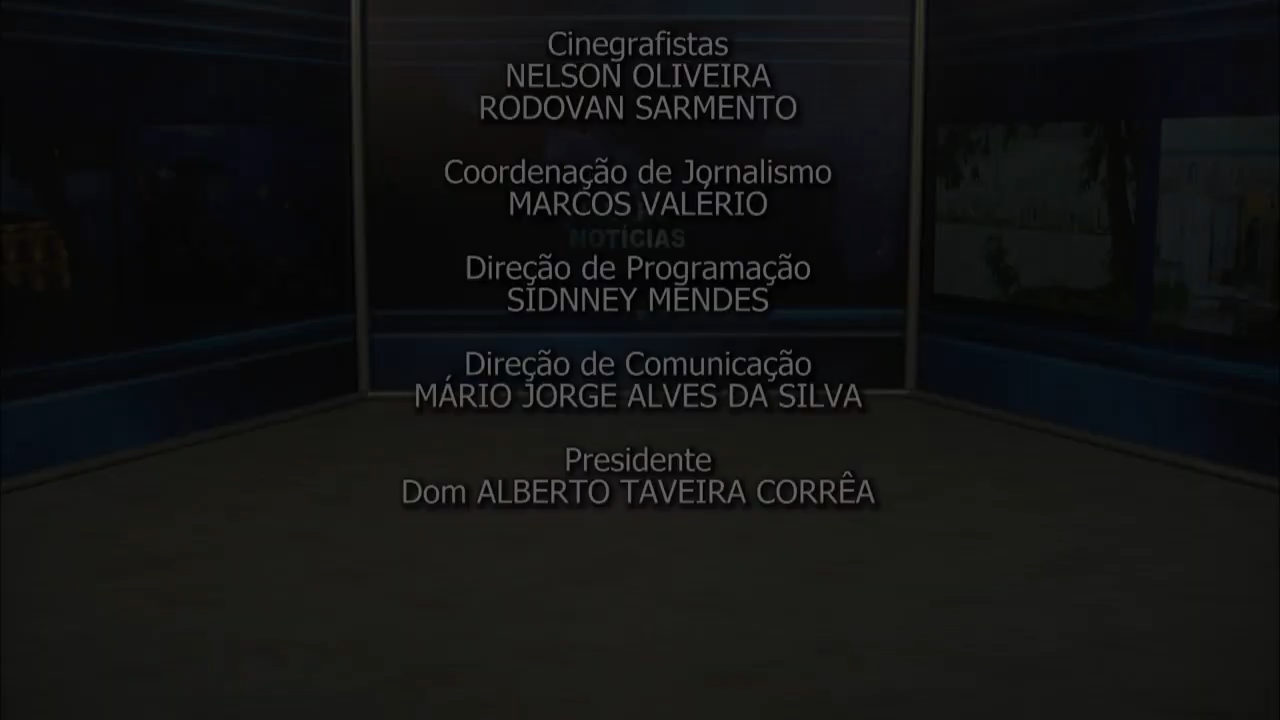 Cinegrafistas
NELSON OLIVEIRA
RODOVAN SARMENTO
Coordenação de Jornalismo
MARCOS VALÉRIO
NOTÍCIAS
Direção de Programação
SIDNNEY MENDES
Direção de Comunicação
MÁRIO JORGE ALVES DA SILVA
Presidente
Dom ALBERTO TAVEIRA CORRÊA